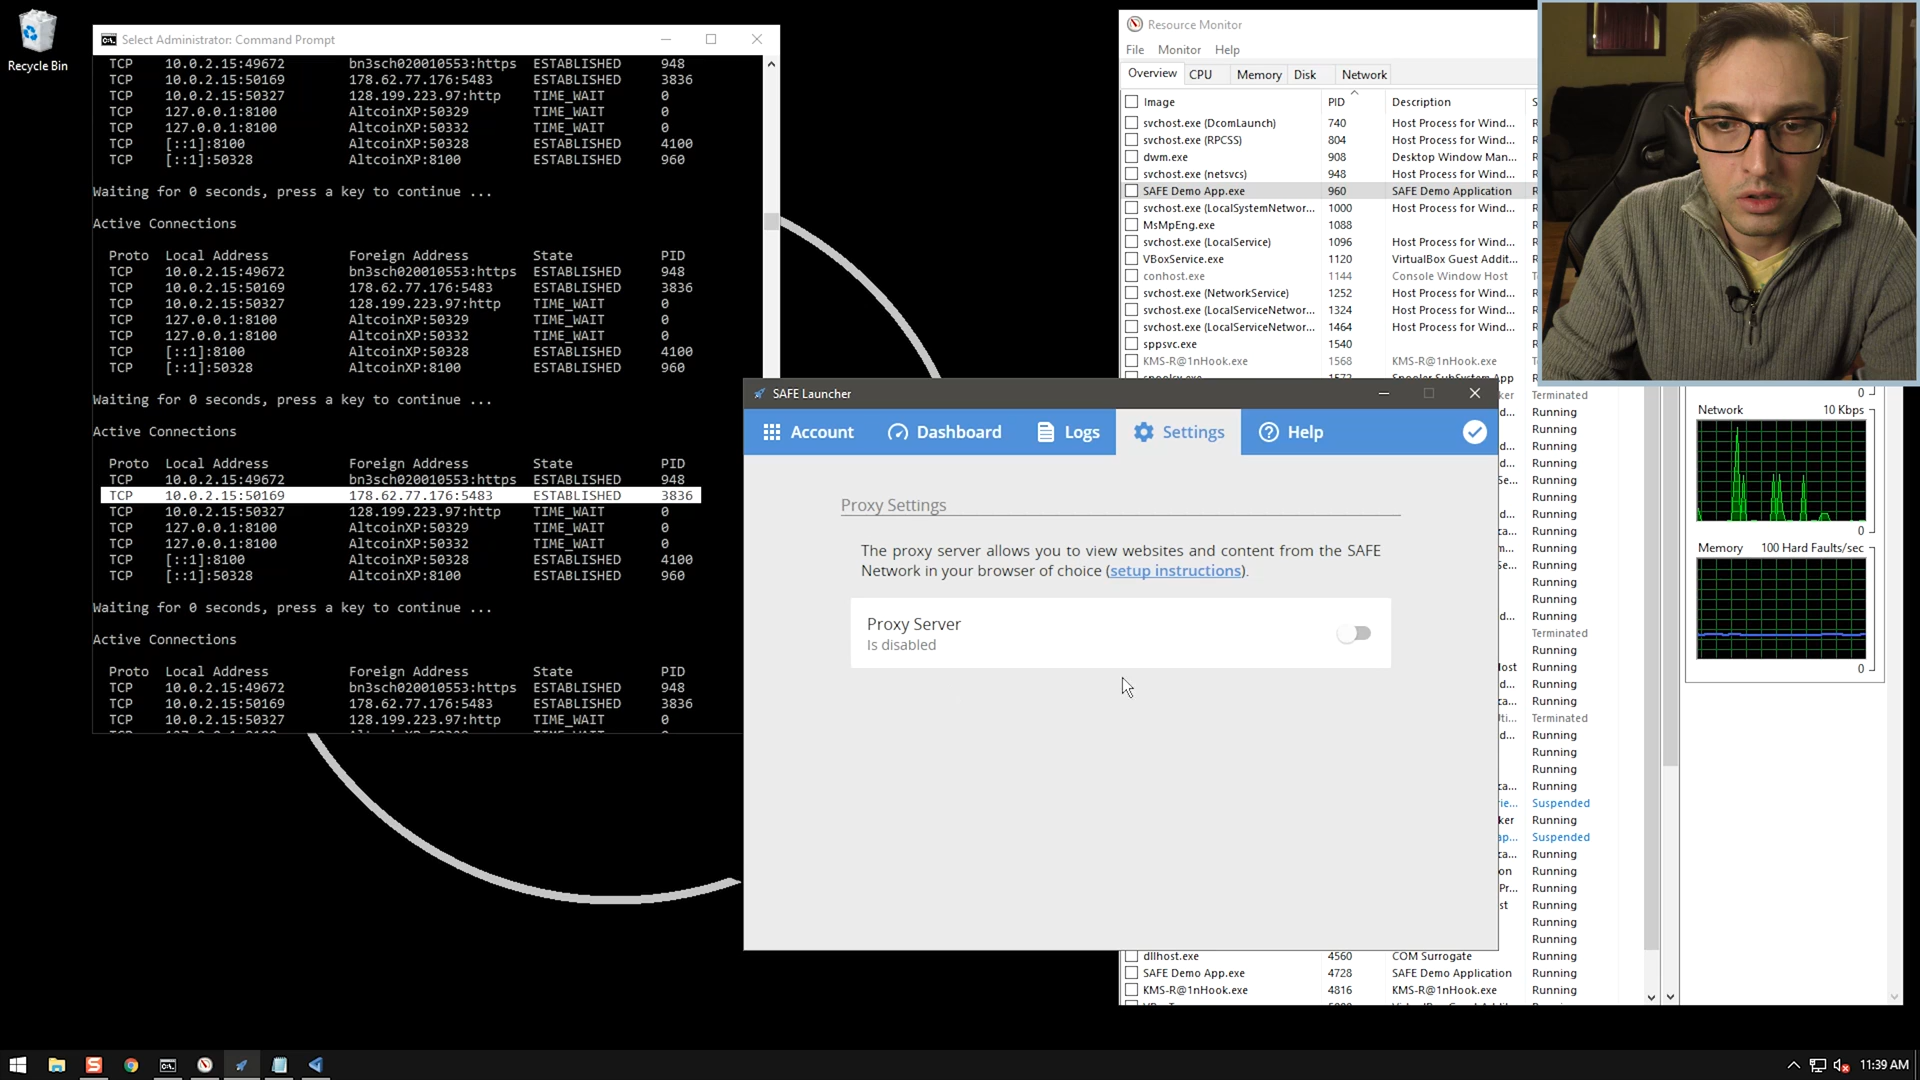 Recycle Bin
Select Administrator: Command Prompt
TCP 10.0.2.15:49672 bn3sch020010553:https ESTABLISHED 948
TCP 10.0.2.15:50169 178.62.77.176:5483 ESTABLISHED 3836
TCP 10.0.2.15:50327 128.199.223.97:http TIME_WAIT 0
TCP 127.0.0.1:8100 AltcoinXP:50329 TIME_WAIT 0
TCP 127.0.0.1:8100 AltcoinXP:50332 TIME_WAIT 0
TCP [::1]:8100 AltcoinXP:50328 ESTABLISHED 4100
TCP [::1]:50328 AltcoinXP:8100 ESTABLISHED 960
Waiting for 0 seconds, press a key to continue ...
Active Connections
Proto Local Address Foreign Address State PID
TCP 10.0.2.15:49672 bn3sch020010553:https ESTABLISHED 948
TCP 10.0.2.15:50169 178.62.77.176:5483 ESTABLISHED 3836
TCP 10.0.2.15:50327 128.199.223.97:http TIME_WAIT 0
TCP 127.0.0.1:8100 AltcoinXP:50329 TIME_WAIT 0
TCP 127.0.0.1:8100 AltcoinXP:50332 TIME_WAIT 0
TCP [::1]:8100 AltcoinXP:50328 ESTABLISHED 4100
TCP [::1]:50328 AltcoinXP:8100 ESTABLISHED 960
Waiting for 0 seconds, press a key to continue ...
Active Connections
Proto Local Address Foreign Address State PID
TCP 10.0.2.15:49672 bn3sch020010553:https ESTABLISHED 948
TCP 10.0.2.15:50169 178.62.77.176:5483 ESTABLISHED 3836
TCP 10.0.2.15:50327 128.199.223.97:http TIME_WAIT 0
TCP 127.0.0.1:8100 AltcoinXP:50329 TIME_WAIT 0
TCP 127.0.0.1:8100 AltcoinXP:50332 TIME_WAIT 0
TCP [::1]:8100 AltcoinXP:50328 ESTABLISHED 4100
TCP [::1]:50328 AltcoinXP:8100 ESTABLISHED 960
Waiting for 0 seconds, press a key to continue ...
Active Connections
Proto Local Address Foreign Address State PID
TCP 10.0.2.15:49672 bn3sch020010553:https ESTABLISHED 948
TCP 10.0.2.15:50169 178.62.77.176:5483 ESTABLISHED 3836
TCP 10.0.2.15:50327 128.199.223.97:http TIME_WAIT 0
Resource Monitor
File Monitor Help
Overview CPU Memory Disk Network
Image PID Description
svchost.exe (DcomLaunch) 740 Host Process for Wind...
svchost.exe (RPCSS) 804 Host Process for Wind...
dwm.exe 908 Desktop Window Man...
svchost.exe (netsvcs) 948 Host Process for Wind...
SAFE Demo App.exe 960 SAFE Demo Application
svchost.exe (LocalSystemNetwor... 1000 Host Process for Wind...
MsMpEng.exe 1088
svchost.exe (LocalService) 1096 Host Process for Wind...
VBoxService.exe 1120 VirtualBox Guest Addit...
conhost.exe 1144 Console Window Host
svchost.exe (NetworkService) 1252 Host Process for Wind...
svchost.exe (LocalServiceNetwor... 1324 Host Process for Wind...
svchost.exe (LocalServiceNetwor... 1464 Host Process for Wind...
sppsvc.exe 1540
KMS-R@1nHook.exe 1568 KMS-R@1nHook.exe
SAFE Launcher
Account Dashboard Logs Settings Help
Proxy Settings
The proxy server allows you to view websites and content from the SAFE
Network in your browser of choice (setup instructions).
Proxy Server
Is disabled
Terminated
Running
Running
Running
Running
Running
Running
Running
Running
Running
Running
Running
Running
Running
Terminated
Running
Running
Running
Running
Terminated
Running
Running
Running
Running
Suspended
Running
Suspended
Running
Running
Running
Running
Running
Running
dllhost.exe 4560 COM Surrogate Running
SAFE Demo App.exe 4728 SAFE Demo Application Running
KMS-R@1nHook.exe 4816 KMS-R@1nHook.exe Running
0
Network 10 Kbps
0
Memory 100 Hard Faults/sec
0
11:39 AM